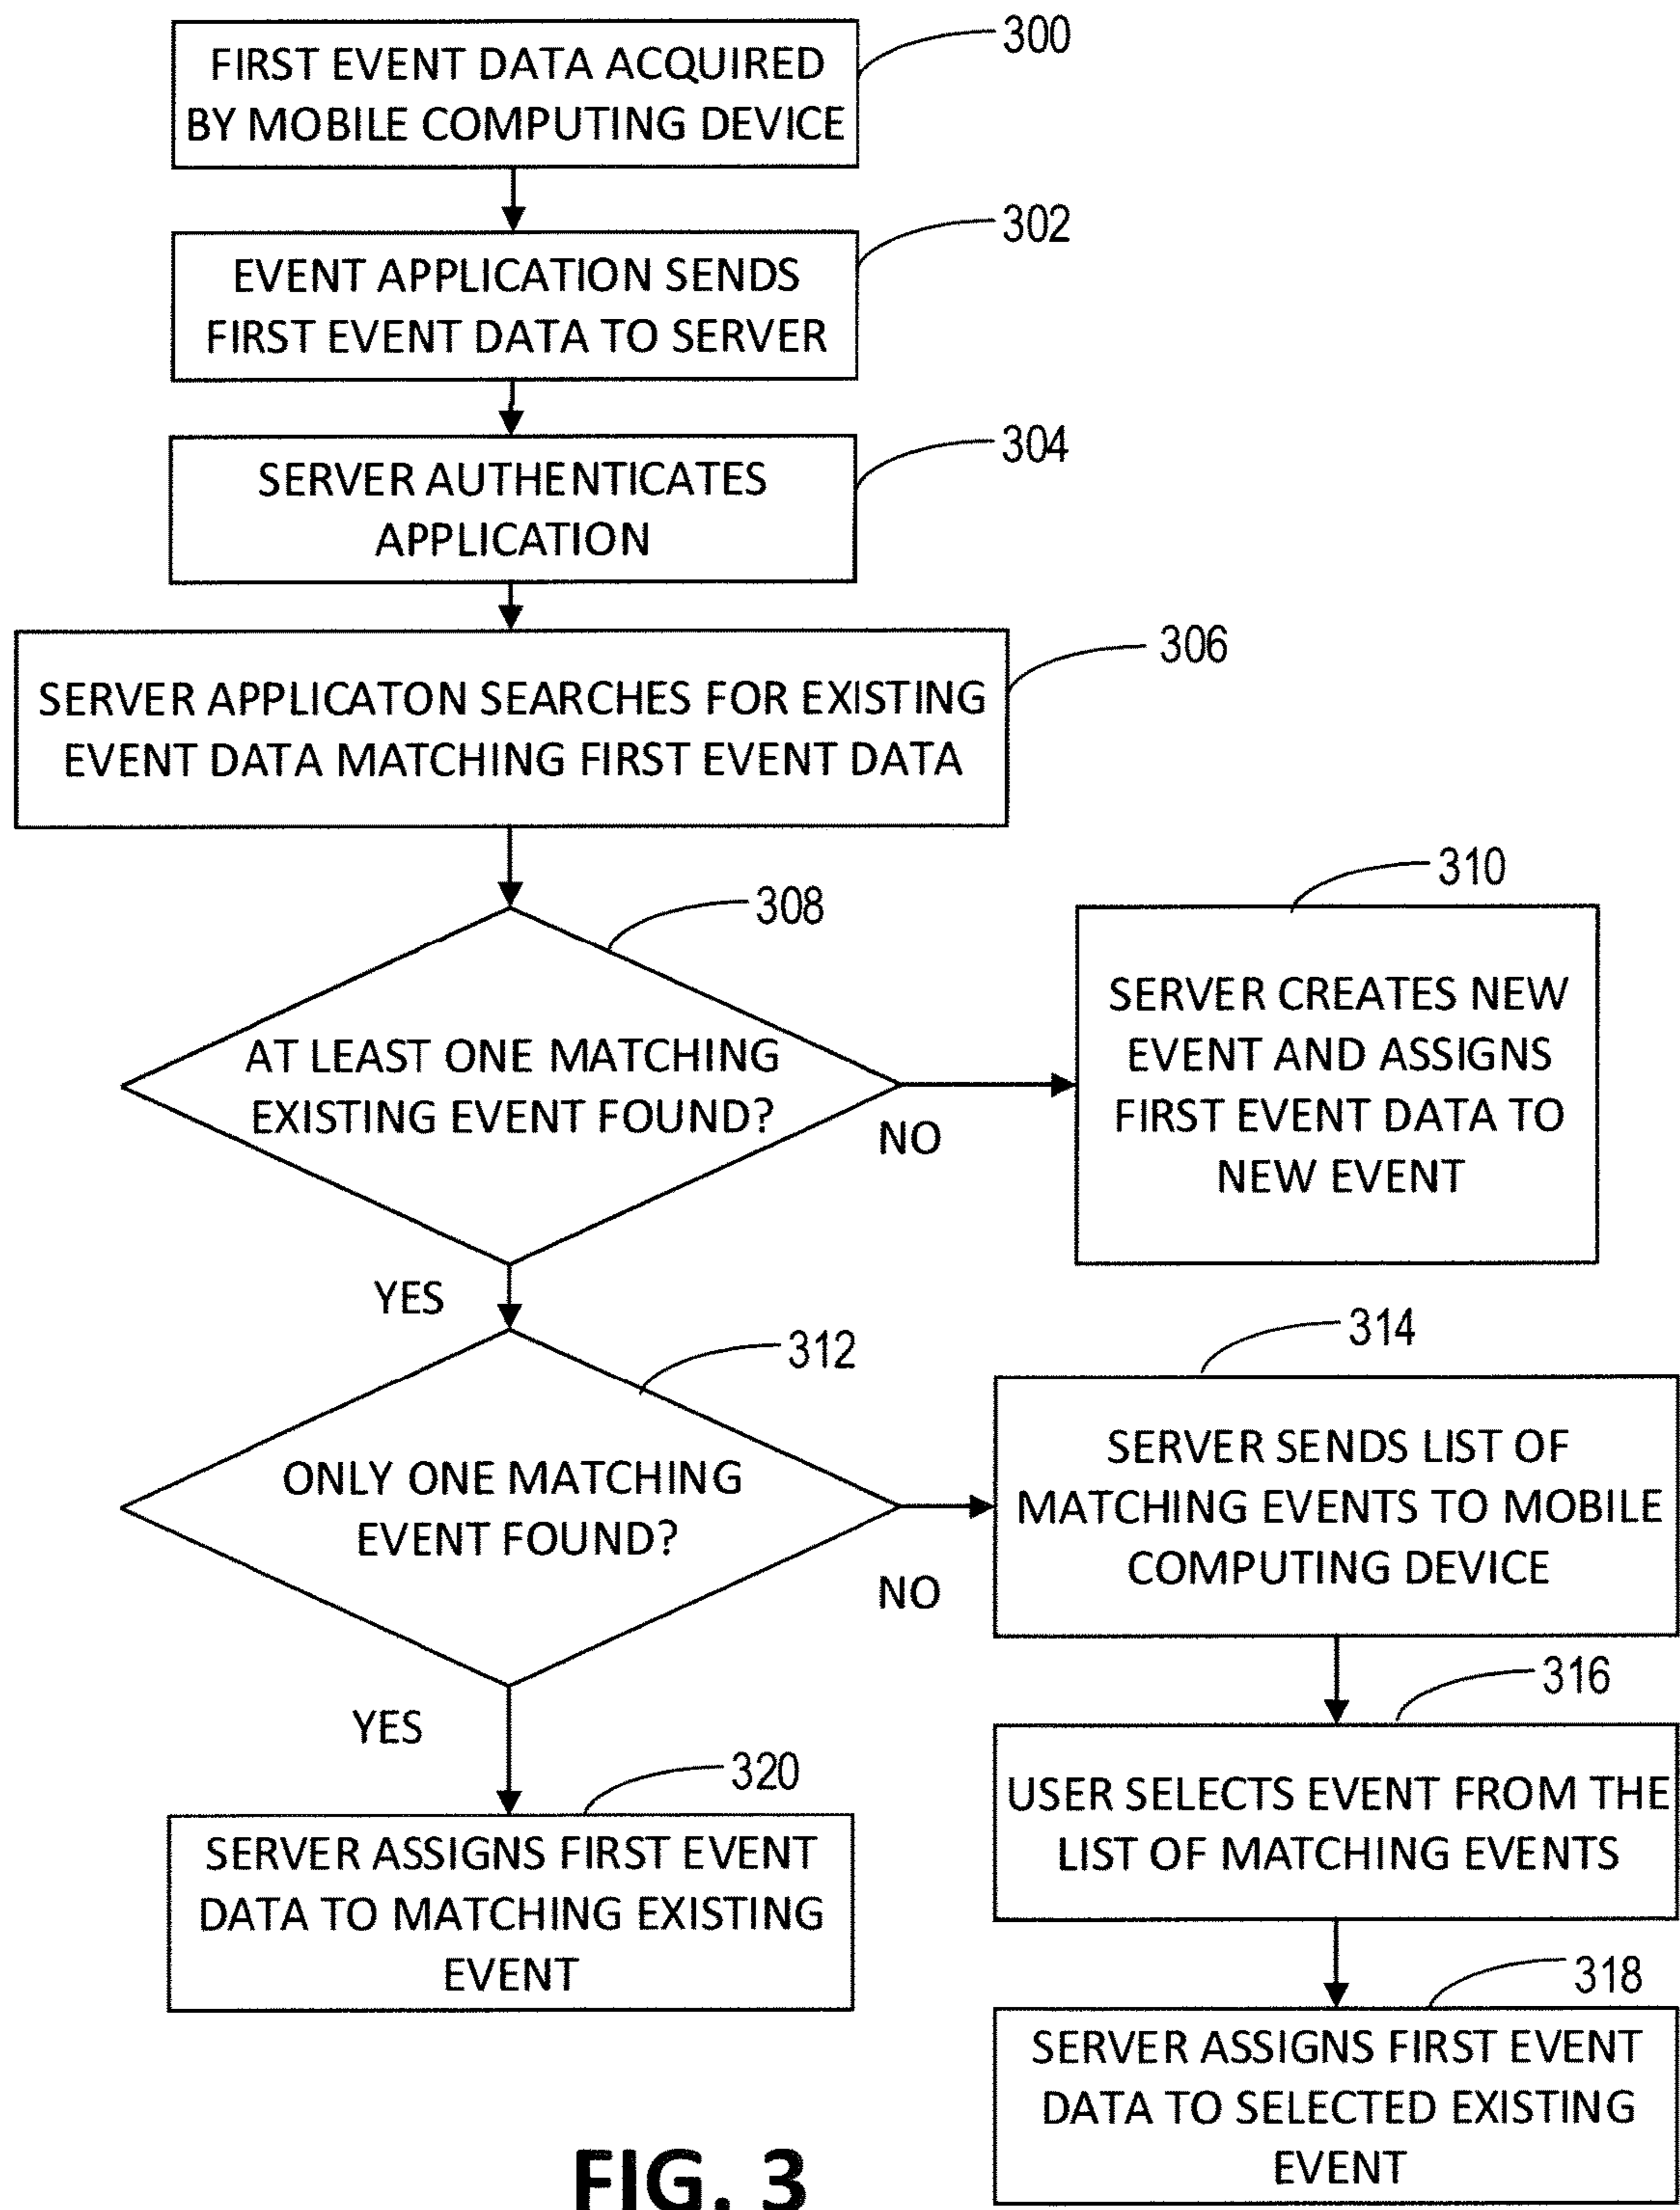 300
FIRST EVENT DATA ACQUIRED
BY MOBILE COMPUTING DEVICE
302
EVENT APPLICATION SENDS
FIRST EVENT DATA TO SERVER
304
SERVER AUTHENTICATES
APPLICATION
306
SERVER APPLICATON SEARCHES FOR EXISTING
EVENT DATA MATCHING FIRST EVENT DATA
308
AT LEAST ONE MATCHING
EXISTING EVENT FOUND?
NO
310
SERVER CREATES NEW
EVENT AND ASSIGNS
FIRST EVENT DATA TO
NEW EVENT
YES
312
ONLY ONE MATCHING
EVENT FOUND?
NO
314
SERVER SENDS LIST OF
MATCHING EVENTS TO MOBILE
COMPUTING DEVICE
316
USER SELECTS EVENT FROM THE
LIST OF MATCHING EVENTS
318
SERVER ASSIGNS FIRST EVENT
DATA TO SELECTED EXISTING
EVENT
YES
320
SERVER ASSIGNS FIRST EVENT
DATA TO MATCHING EXISTING
EVENT
FIG. 3